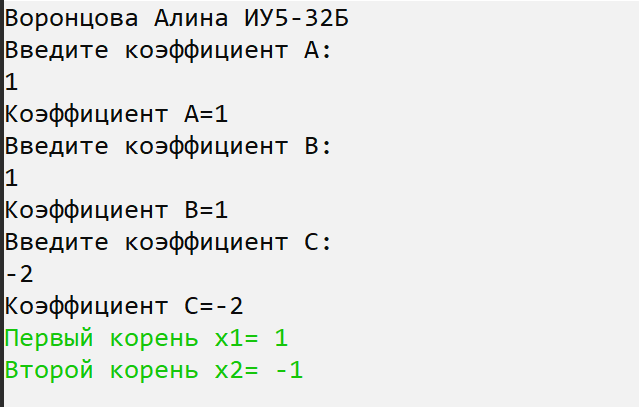 Воронцова Алина ИУ5-32Б
Введите коэффициент A:
1
Коэффициент A=1
Введите коэффициент B:
1
Коэффициент B=1
Введите коэффициент C:
-2
Коэффициент C=-2
Первый корень x1= 1
Второй корень x2= -1